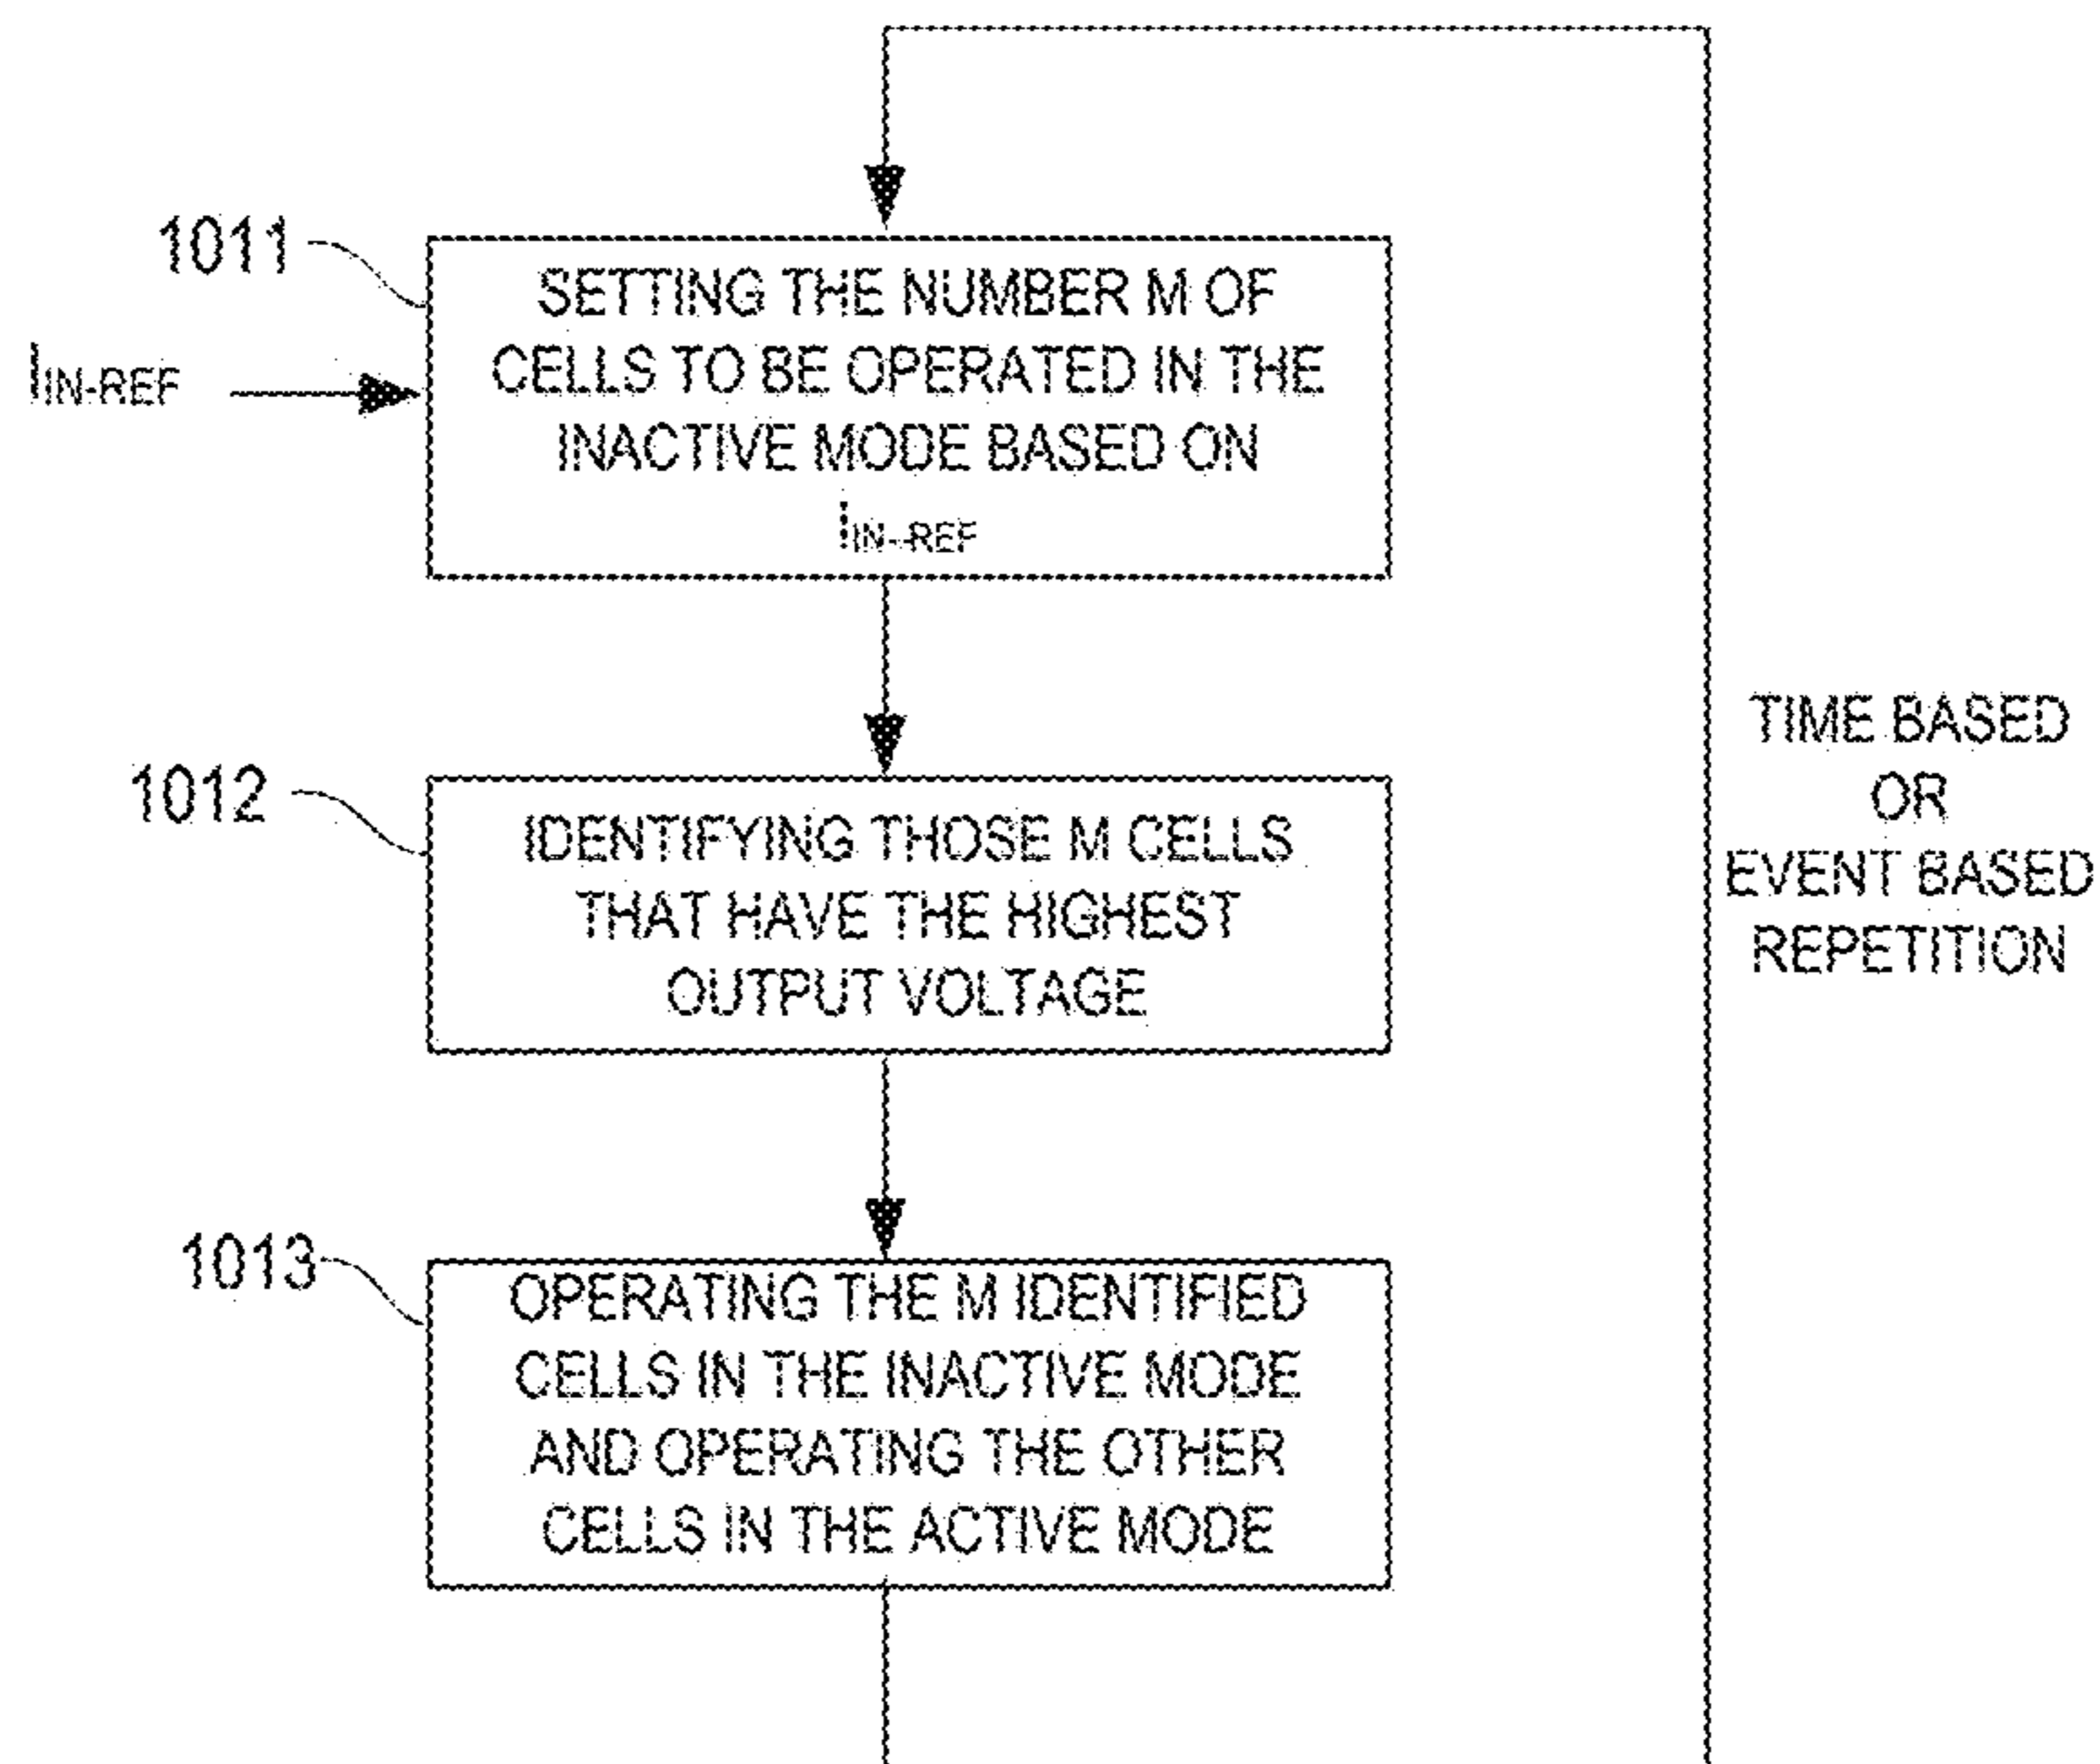 1011
SETTING THE NUMBER M OF
CELLS TO BE OPERATED IN THE
INACTIVE MODE BASED ON
IIN-REF
IIN-REF
1012
IDENTIFYING THOSE M CELLS
THAT HAVE THE HIGHEST
OUTPUT VOLTAGE
TIME BASED
OR
EVENT BASED
REPETITION
1013
OPERATING THE M IDENTIFIED
CELLS IN THE INACTIVE MODE
AND OPERATING THE OTHER
CELLS IN THE ACTIVE MODE